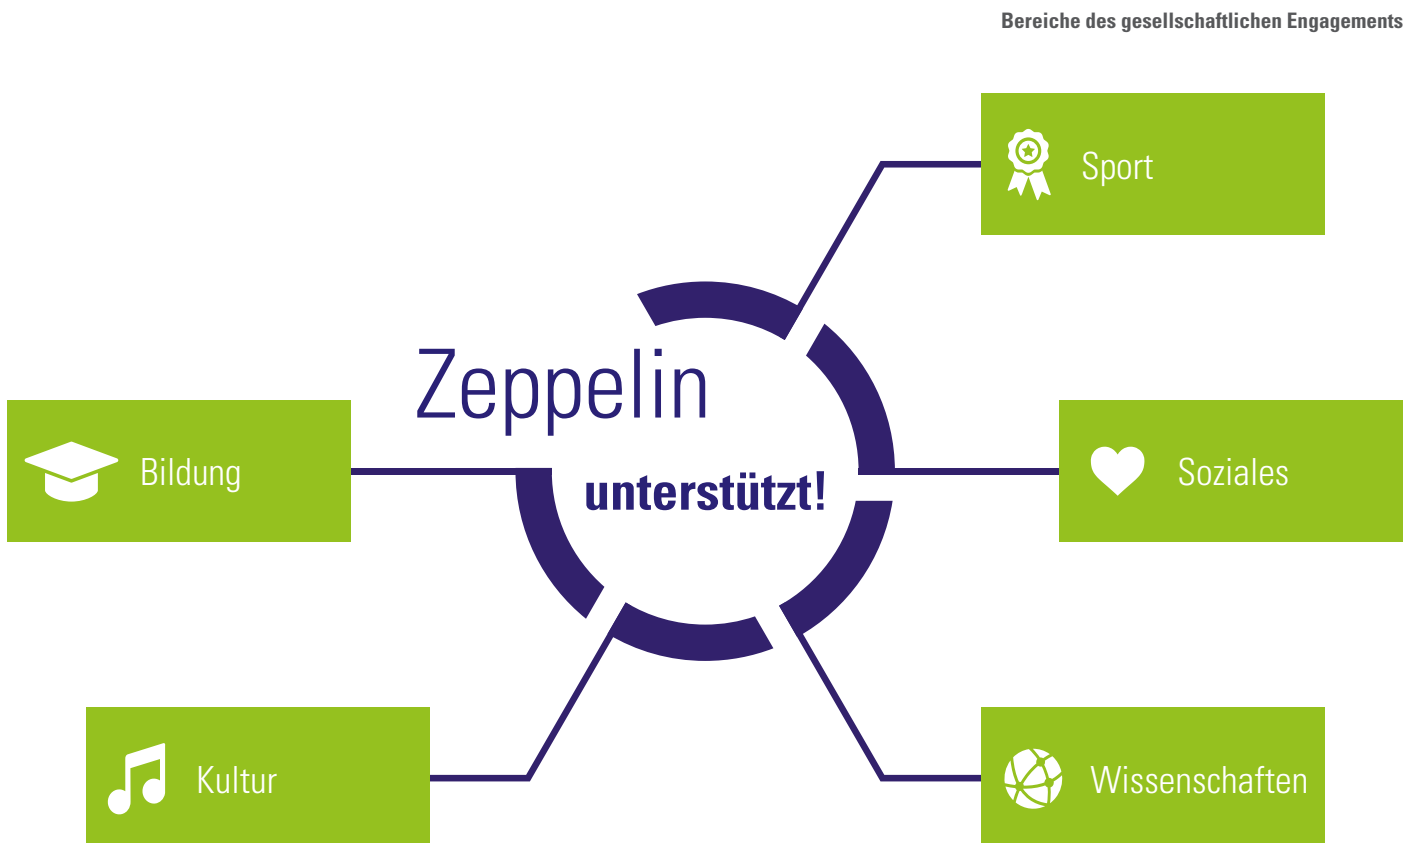 Bereiche des gesellschaftlichen Engagements
Sport
Zeppelin
unterstützt!
Bildung
Soziales
Kultur
Wissenschaften